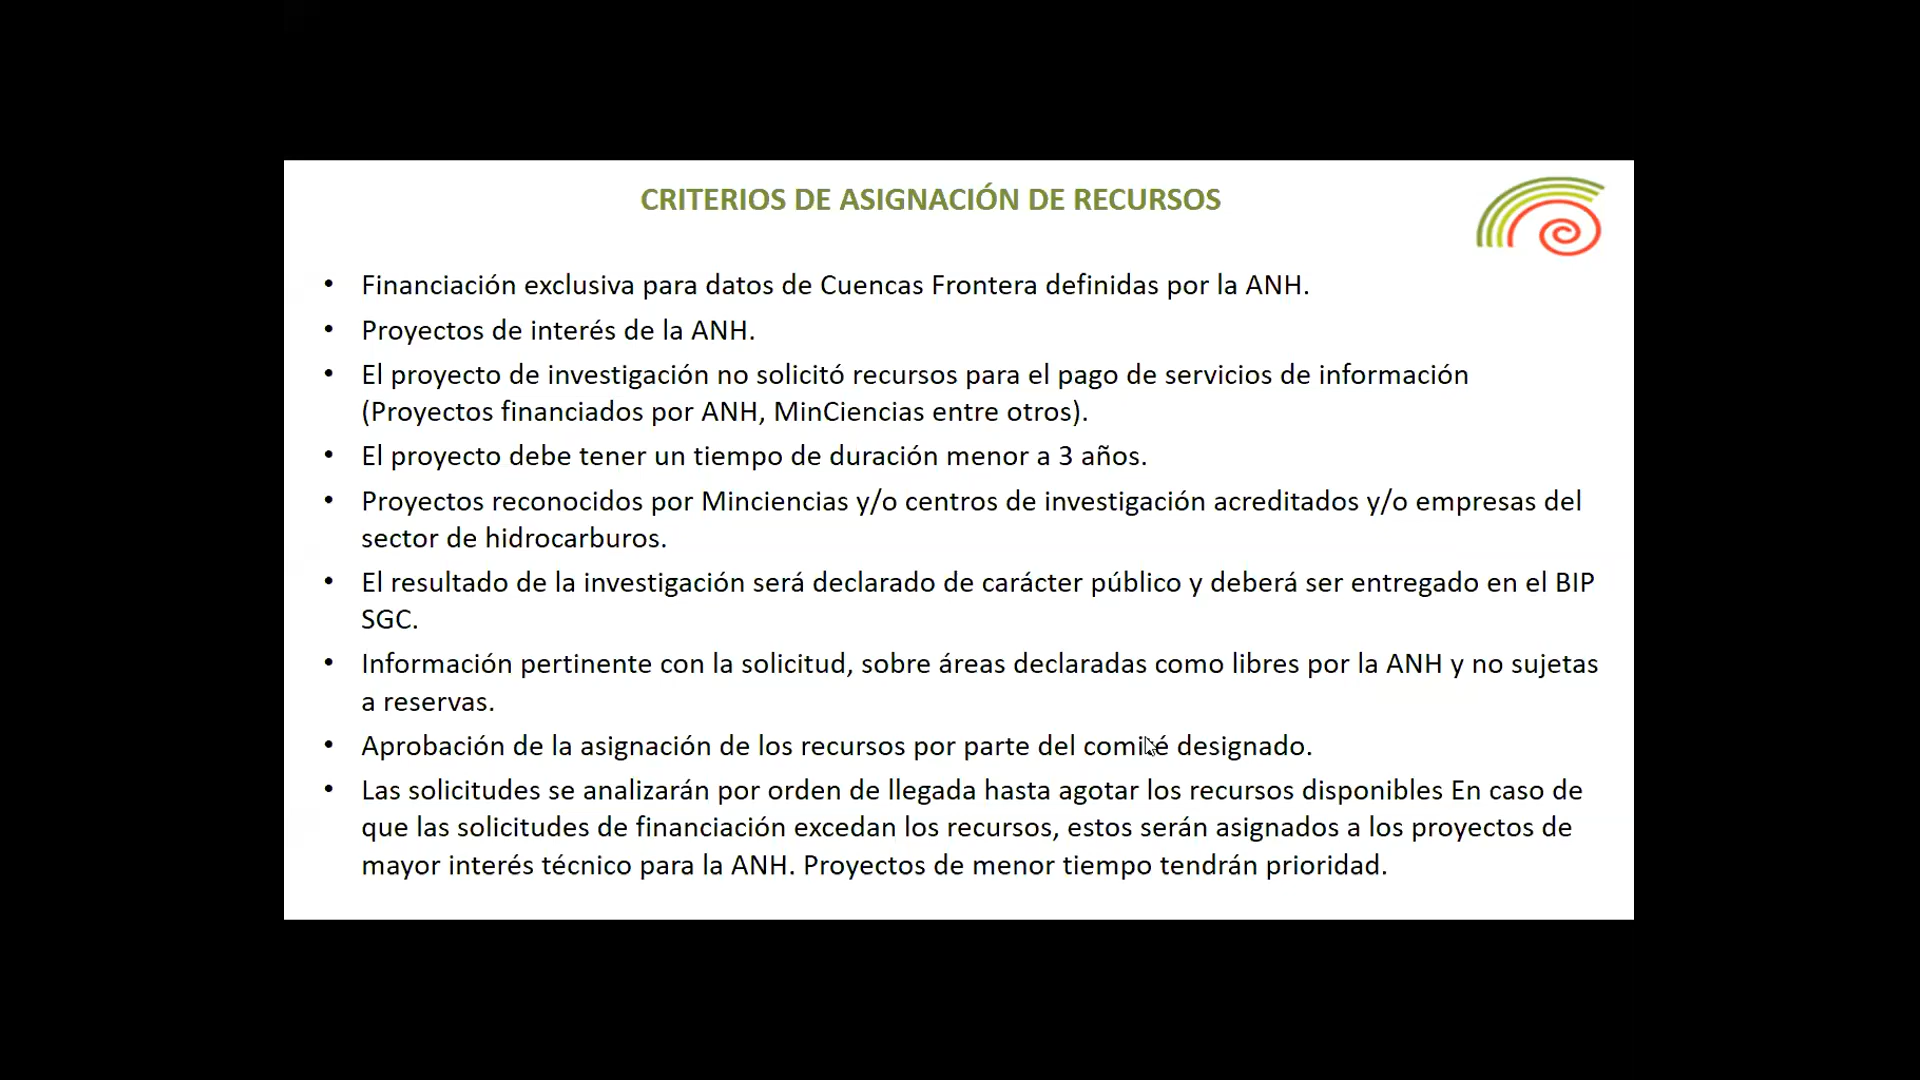 CRITERIOS DE ASIGNACIÓN DE RECURSOS
• Financiación exclusiva para datos de Cuencas Frontera definidas por la ANH.
• Proyectos de interés de la ANH.
• El proyecto de investigación no solicitó recursos para el pago de servicios de información
(Proyectos financiados por ANH, MinCiencias entre otros).
• El proyecto debe tener un tiempo de duración menor a 3 años.
• Proyectos reconocidos por Minciencias y/o centros de investigación acreditados y/o empresas del
sector de hidrocarburos.
• El resultado de la investigación será declarado de carácter público y deberá ser entregado en el BIP
SGC.
• Información pertinente con la solicitud, sobre áreas declaradas como libres por la ANH y no sujetas
a reservas.
• Aprobación de la asignación de los recursos por parte del comité designado.
• Las solicitudes se analizarán por orden de llegada hasta agotar los recursos disponibles En caso de
que las solicitudes de financiación excedan los recursos, estos serán asignados a los proyectos de
mayor interés técnico para la ANH. Proyectos de menor tiempo tendrán prioridad.